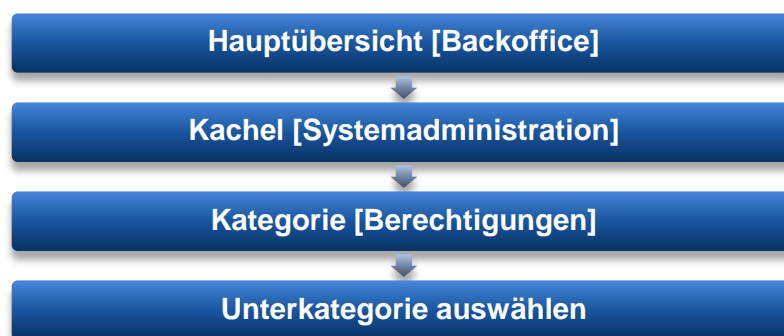 Hauptübersicht [Backoffice]
Kachel [Systemadministration]
Kategorie [Berechtigungen]
Unterkategorie auswählen